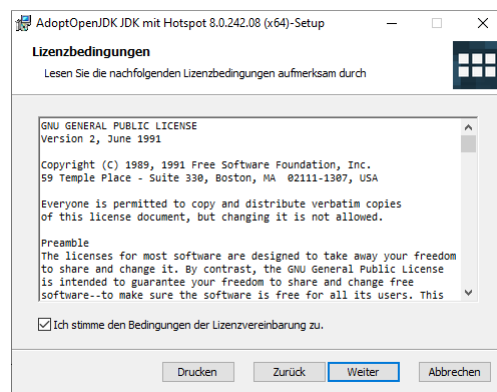 AdoptOpenJDK JDK mit Hotspot 8.0.242.08 (x64)-Setup
Lizenzbedingungen
Lesen Sie die nachfolgenden Lizenzbedingungen aufmerksam durch
GNU GENERAL PUBLIC LICENSE
Version 2, June 1991
Copyright (C) 1989, 1991 Free Software Foundation, Inc.
59 Temple Place - Suite 330, Boston, MA  02111-1307, USA
Everyone is permitted to copy and distribute verbatim copies
of this license document, but changing it is not allowed.
Preamble
The licenses for most software are designed to take away your freedom
to share and change it. By contrast, the GNU General Public License
is intended to guarantee your freedom to share and change free
software--to make sure the software is free for all its users. This
Ich stimme den Bedingungen der Lizenzvereinbarung zu.
Drucken
Zurück
Weiter
Abbrechen